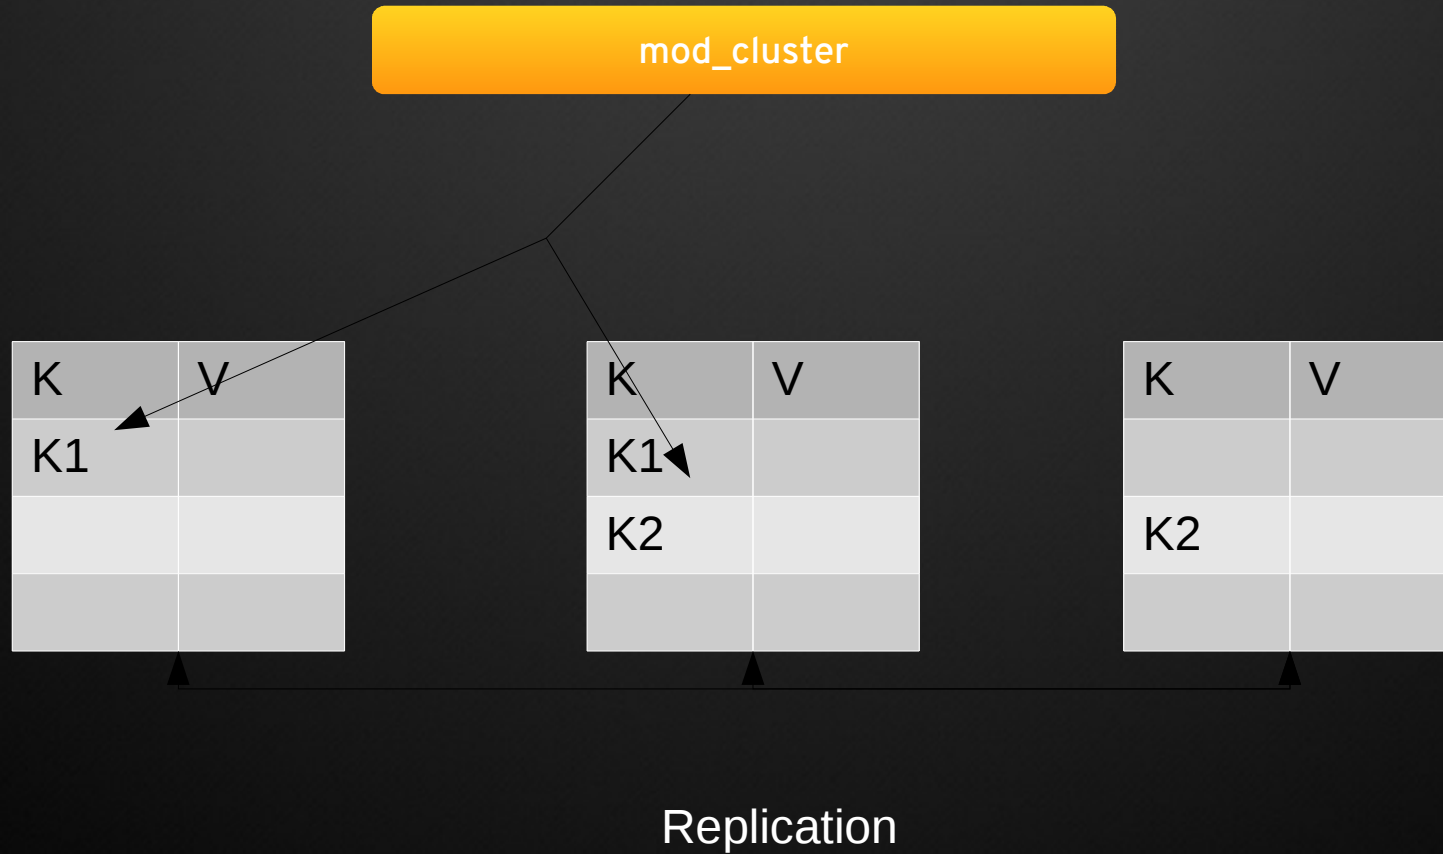 mod_cluster
K V
K1
K V
K1
K2
K V
K2
Replication